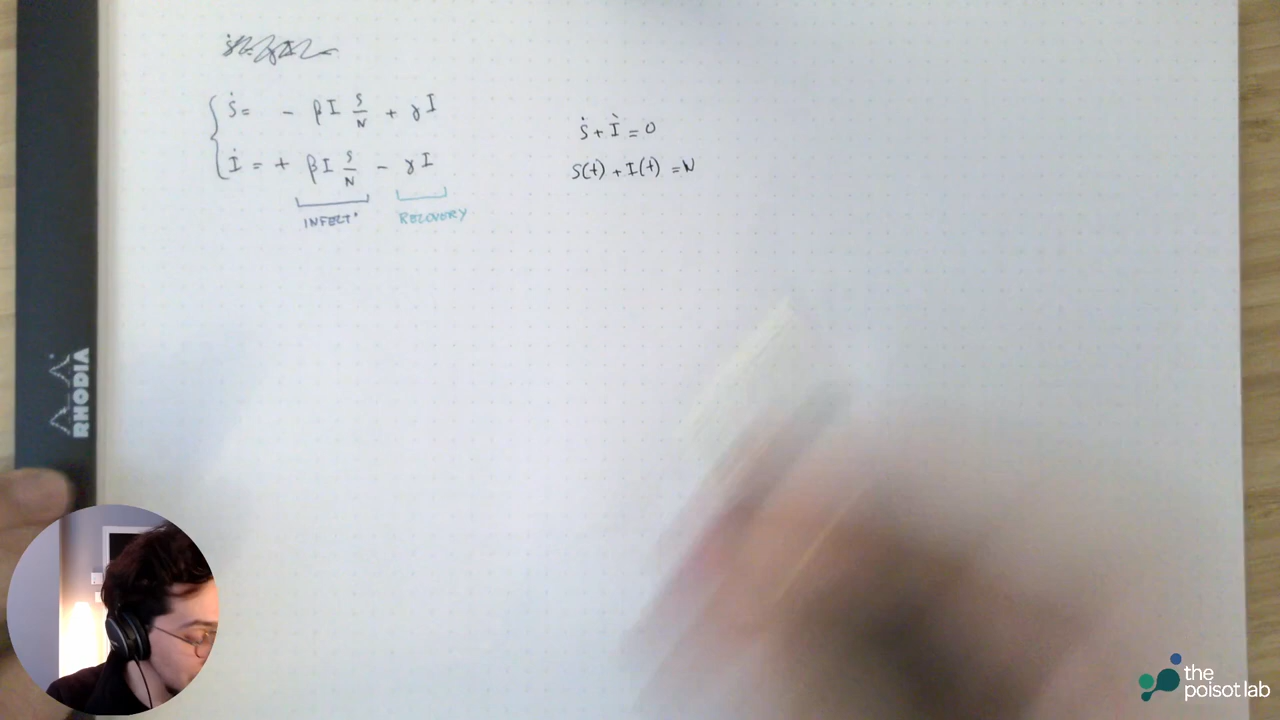 Ṡ = - βI S/N + γI
İ = + βI S/N - γI
INFECT°
RECOVERY
Ṡ + İ = 0
S(t) + I(t) = N
RHODIA
the
poisot lab